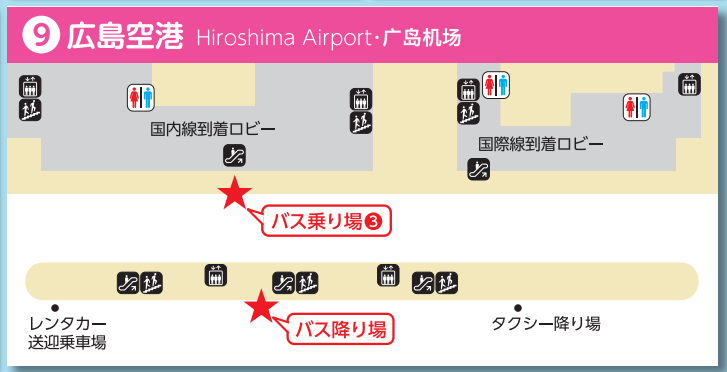 9 広島空港 Hiroshima Airport・广岛机场
国内線到着ロビー
国際線到着ロビー
バス乗り場3
バス降り場
レンタカー
送迎乗車場
タクシー降り場